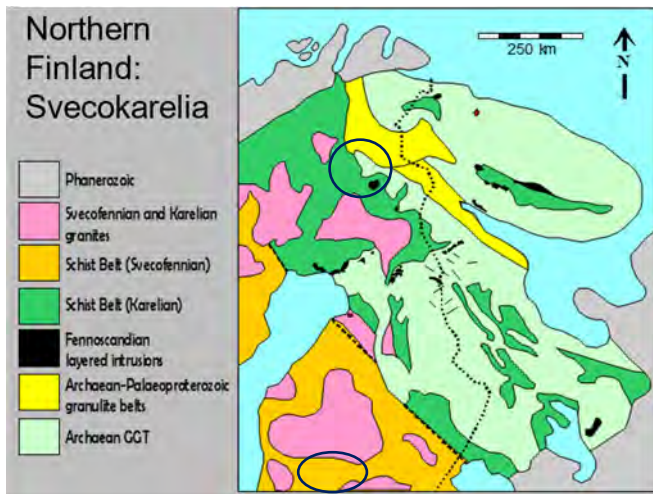 Northern
Finland:
Svecokarelia
250 km
N
Phanerozoic
Svecofennian and Karelian
granites
Schist Belt (Svecofennian)
Schist Belt (Karelian)
Fennoscandian
layered intrusions
Archaean-Palaeoproterozoic
granulite belts
Archaean GGT